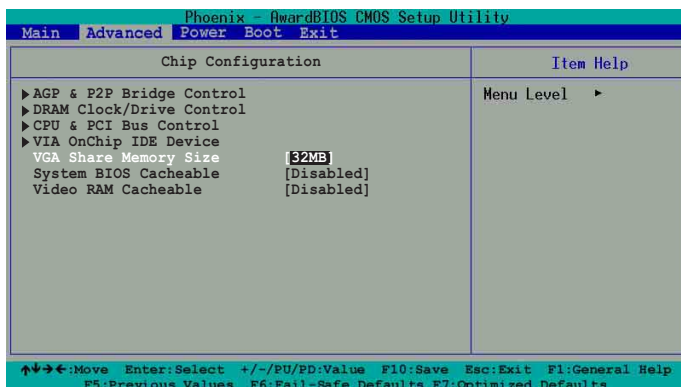 Phoenix - AwardBIOS CMOS Setup Utility
Main Advanced Power Boot Exit
Chip Configuration
Item Help
▶AGP & P2P Bridge Control
▶DRAM Clock/Drive Control
▶CPU & PCI Bus Control
▶VIA OnChip IDE Device
VGA Share Memory Size [32MB]
System BIOS Cacheable [Disabled]
Video RAM Cacheable [Disabled]
Menu Level ▶
↑↓→←:Move Enter:Select +/-/PU/PD:Value F10:Save Esc:Exit F1:General Help
F5:Previous Values F6:Fail-Safe Defaults F7:Optimized Defaults